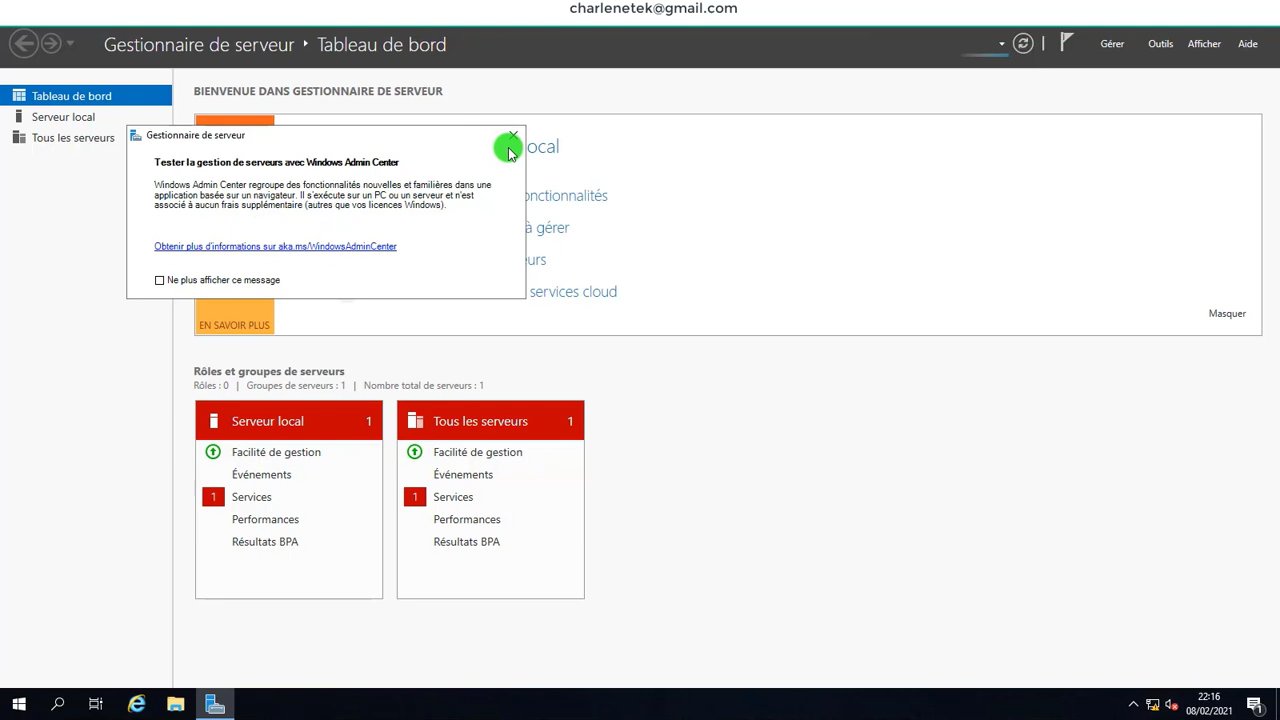 charlenetek@gmail.com
Gestionnaire de serveur Tableau de bord
Gérer Outils Afficher Aide
Tableau de bord
Serveur local
Tous les serveurs
BIENVENUE DANS GESTIONNAIRE DE SERVEUR
Gestionnaire de serveur
Tester la gestion de serveurs avec Windows Admin Center
Windows Admin Center regroupe des fonctionnalités nouvelles et familières dans une
application basée sur un navigateur. Il s'exécute sur un PC ou un serveur et n'est
associé à aucun frais supplémentaire (autres que vos licences Windows).
Obtenir plus d'informations sur aka.ms/WindowsAdminCenter
Ne plus afficher ce message
ocal
onctionnalités
à gérer
eurs
services cloud
EN SAVOIR PLUS
Masquer
Rôles et groupes de serveurs
Rôles : 0 | Groupes de serveurs : 1 | Nombre total de serveurs : 1
Serveur local 1
Facilité de gestion
Événements
1 Services
Performances
Résultats BPA
Tous les serveurs 1
Facilité de gestion
Événements
1 Services
Performances
Résultats BPA
22:16
08/02/2021
1